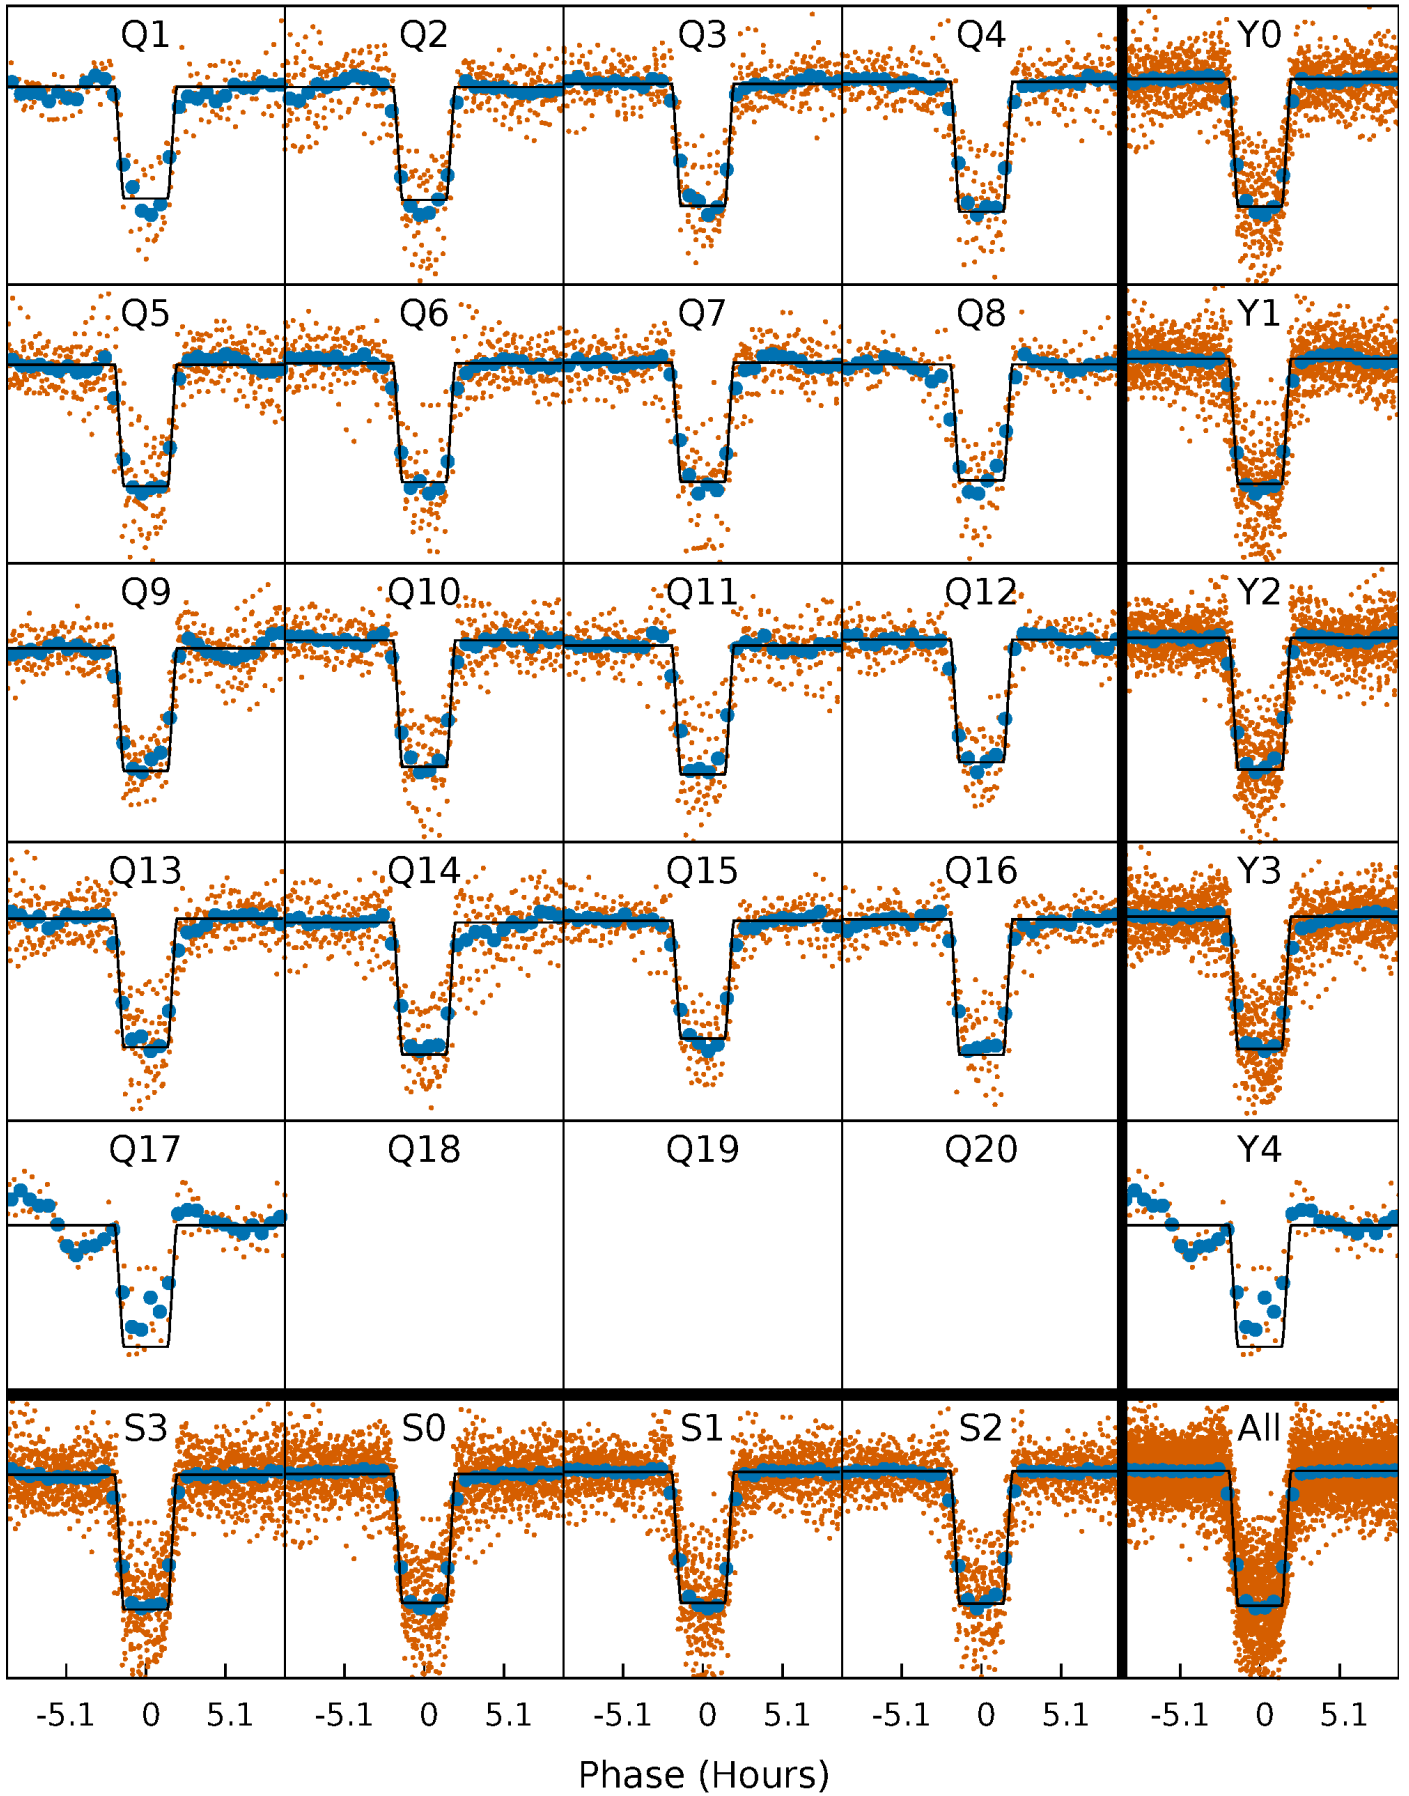 Q1 Q2 Q3 Q4 Y0
Q5 Q6 Q7 Q8 Y1
Q9 Q10 Q11 Q12 Y2
Q13 Q14 Q15 Q16 Y3
Q17 Q18 Q19 Q20 Y4
S3 S0 S1 S2 All
-5.1 0 5.1 -5.1 0 5.1 -5.1 0 5.1 -5.1 0 5.1 -5.1 0 5.1
Phase (Hours)